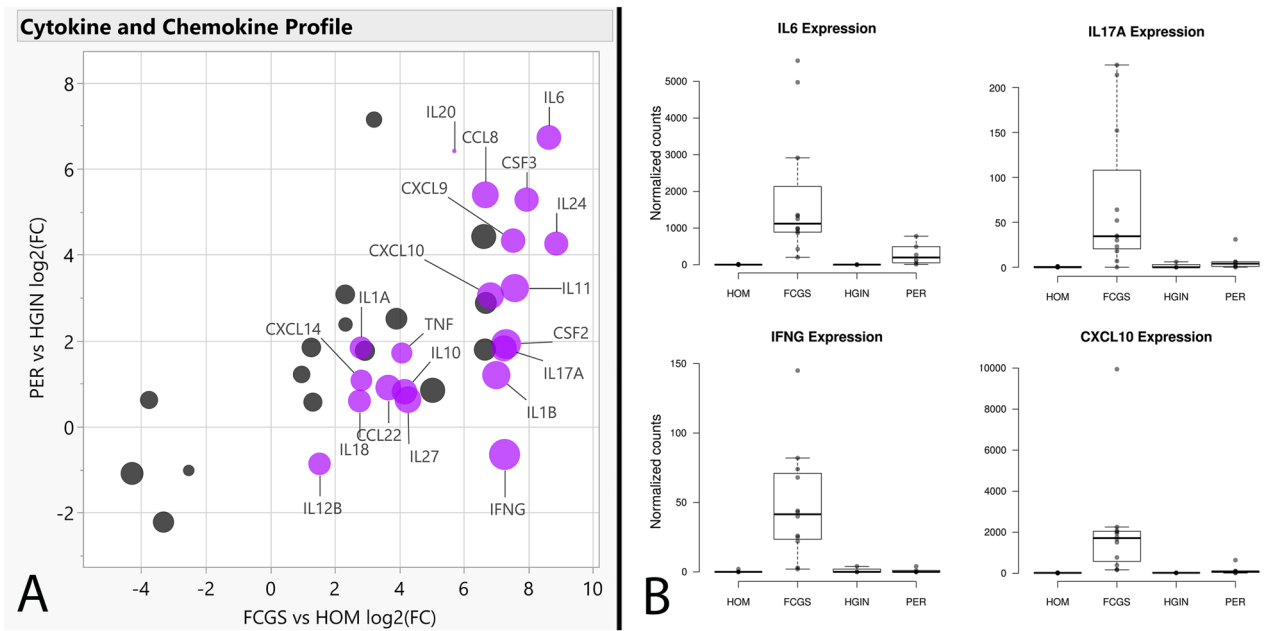 Cytokine and Chemokine Profile
PER vs HGIN log2(FC)
8
6
4
2
0
-2
IL6
IL20
CCL8
CSF3
CXCL9
IL24
CXCL10
IL11
IL1A
CXCL14
TNF
CSF2
IL10
IL17A
IL1B
CCL22
IL18
IL27
IL12B
IFNG
-4
-2
0
2
4
6
8
10
FCGS vs HOM log2(FC)
A
IL6 Expression
Normalized counts
5000
4000
3000
2000
1000
0
HOM FCGS HGIN PER
IL17A Expression
200
150
100
50
0
HOM FCGS HGIN PER
IFNG Expression
Normalized counts
150
100
50
0
HOM FCGS HGIN PER
CXCL10 Expression
10000
8000
6000
4000
2000
0
HOM FCGS HGIN PER
B